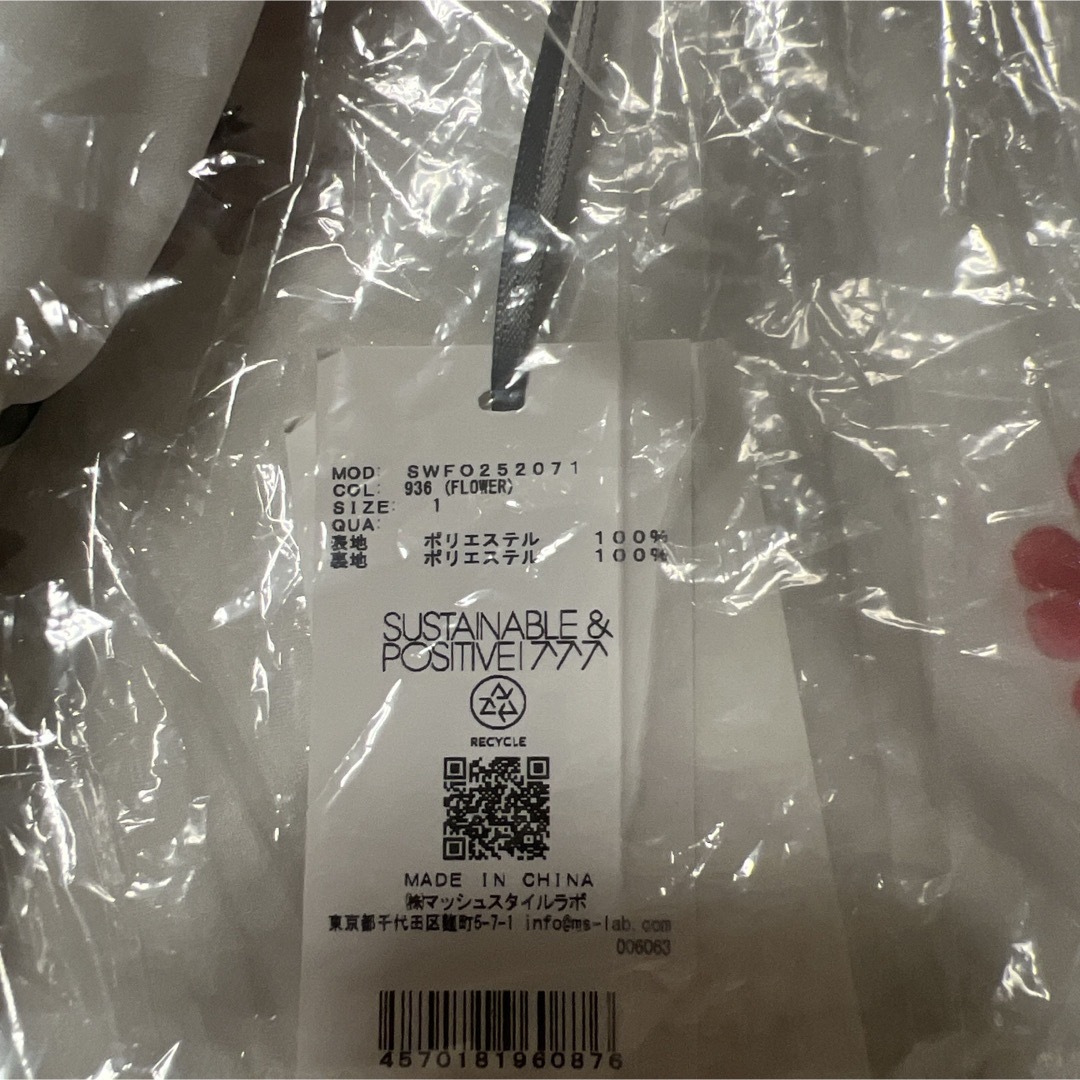 MOD: SWFO252071
COL: 936 (FLOWER)
SIZE: 1
QUA:
表地 ポリエステル 100%
裏地 ポリエステル 100%
SUSTAINABLE &
POSITIVE!
RECYCLE
MADE IN CHINA
㈱マッシュスタイルラボ
東京都千代田区麹町5-7-1 info@ms-lab.com
006063
4570181960876